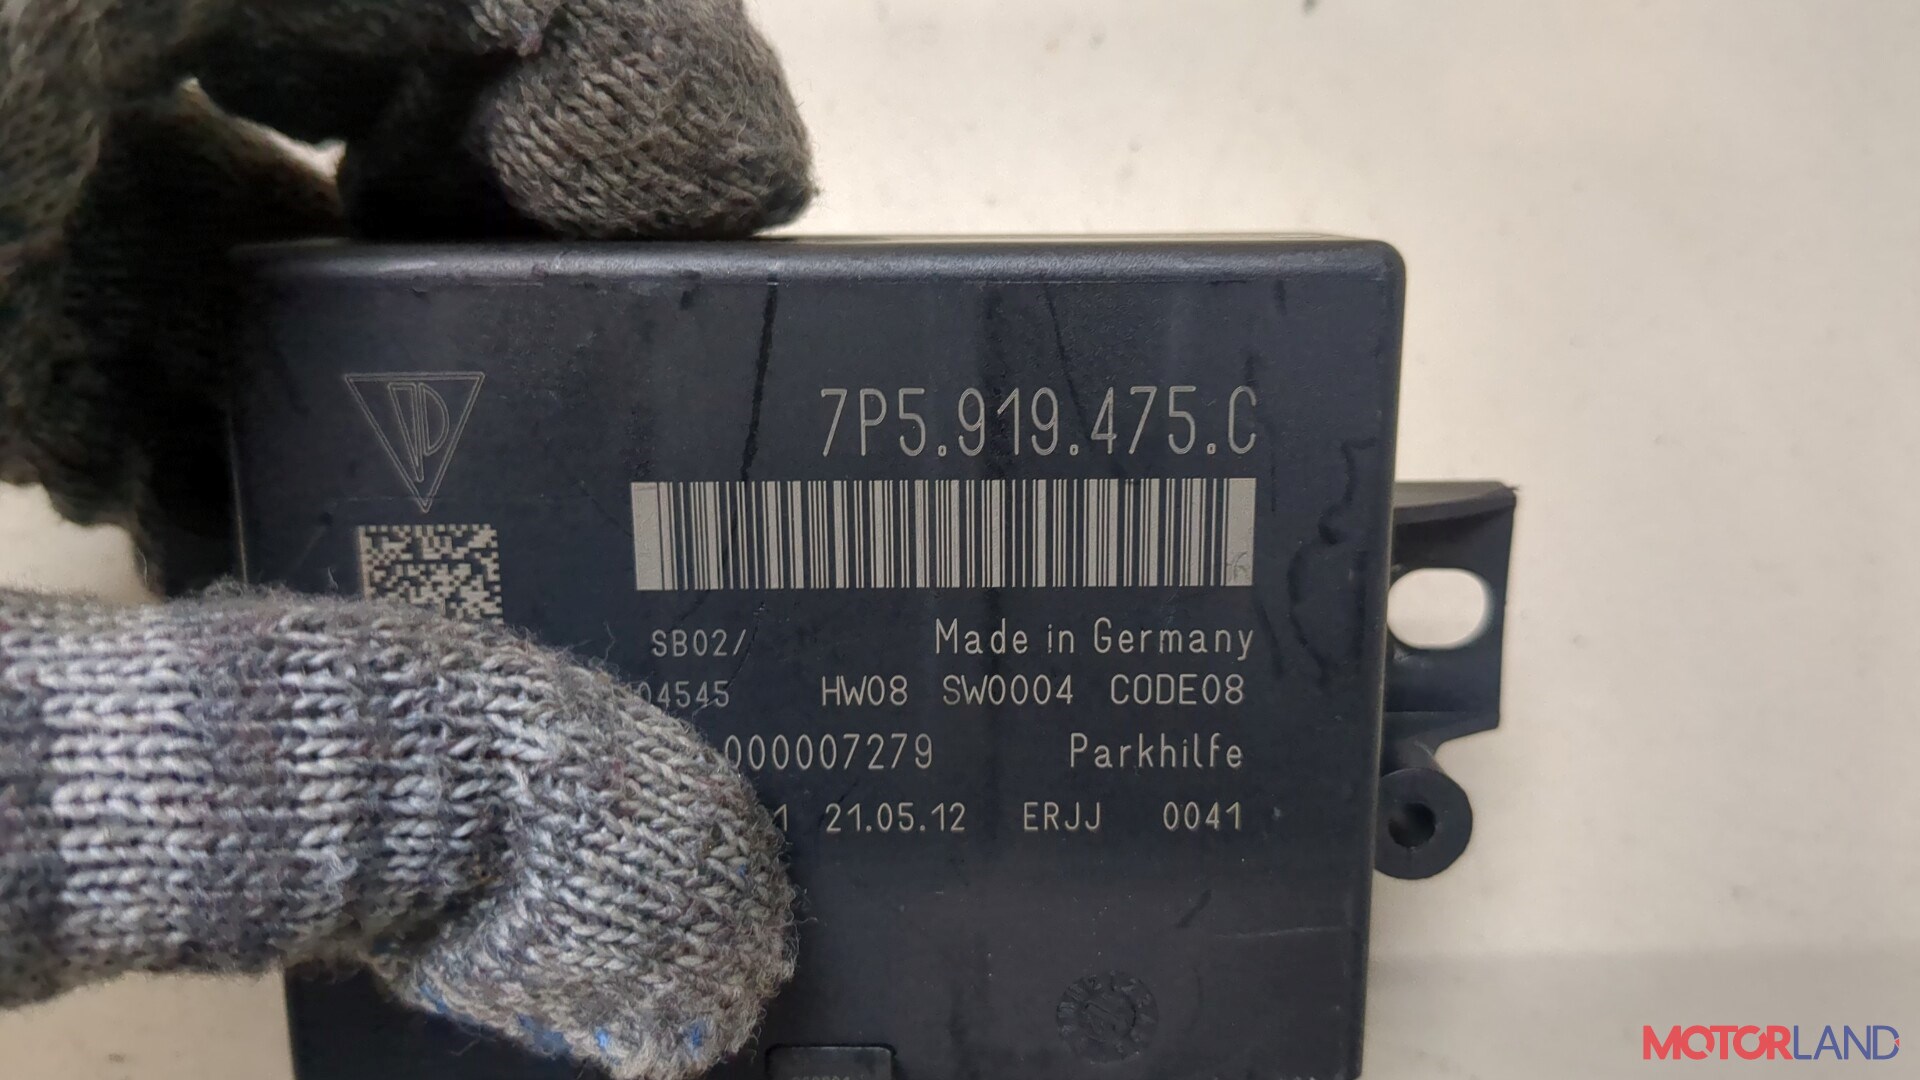 7P5.919.475.C
SB02/
Made in Germany
04545
HW08 SW0004 CODE08
000007279
Parkhilfe
1 21.05.12 ERJJ 0041
MOTORLAND